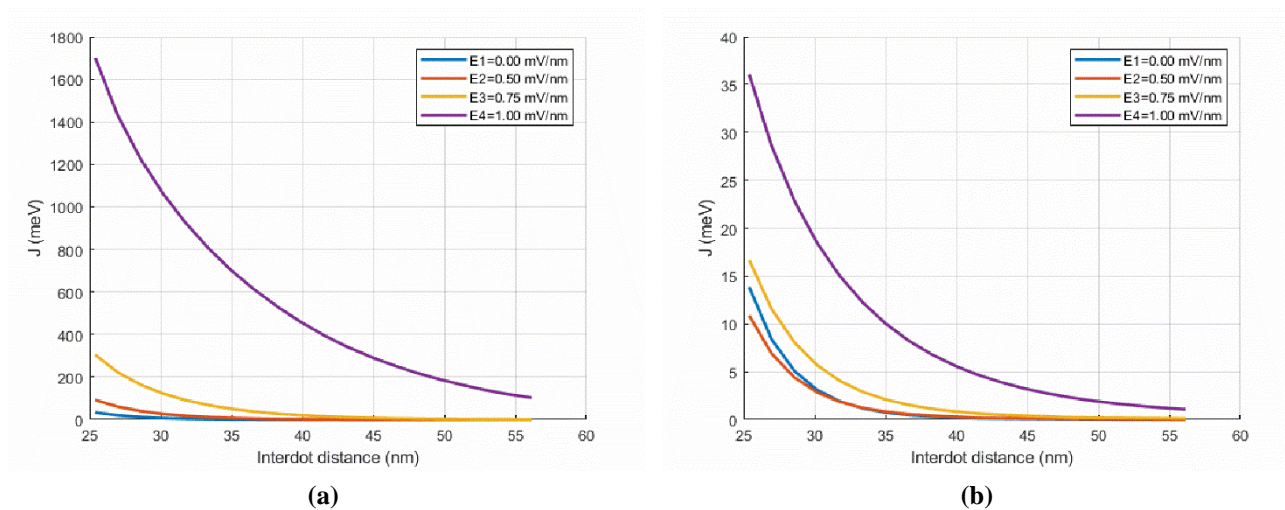 1800
1600
1400
1200
1000
800
600
400
200
0
J (meV)
25 30 35 40 45 50 55 60
Interdot distance (nm)
E1=0.00 mV/nm
E2=0.50 mV/nm
E3=0.75 mV/nm
E4=1.00 mV/nm
(a)
40
35
30
25
20
15
10
5
0
J (meV)
25 30 35 40 45 50 55 60
Interdot distance (nm)
E1=0.00 mV/nm
E2=0.50 mV/nm
E3=0.75 mV/nm
E4=1.00 mV/nm
(b)